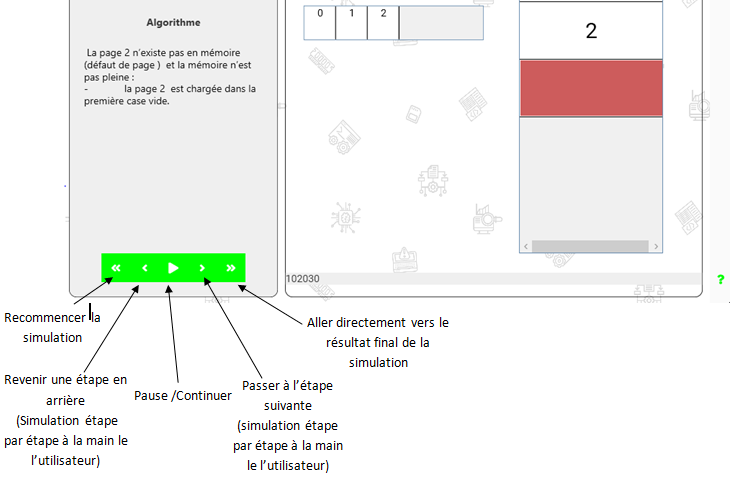 Algorithme
La page 2 n'existe pas en mémoire
(défaut de page ) et la mémoire n'est
pas pleine :
- la page 2 est chargée dans la
première case vide.
0 1 2
2
102030
?
Recommencer la
simulation
Aller directement vers le
résultat final de la
simulation
Revenir une étape en
arrière
(Simulation étape
par étape à la main le
l'utilisateur)
Pause /Continuer
Passer à l'étape
suivante
(simulation étape
par étape à la main
le l'utilisateur)